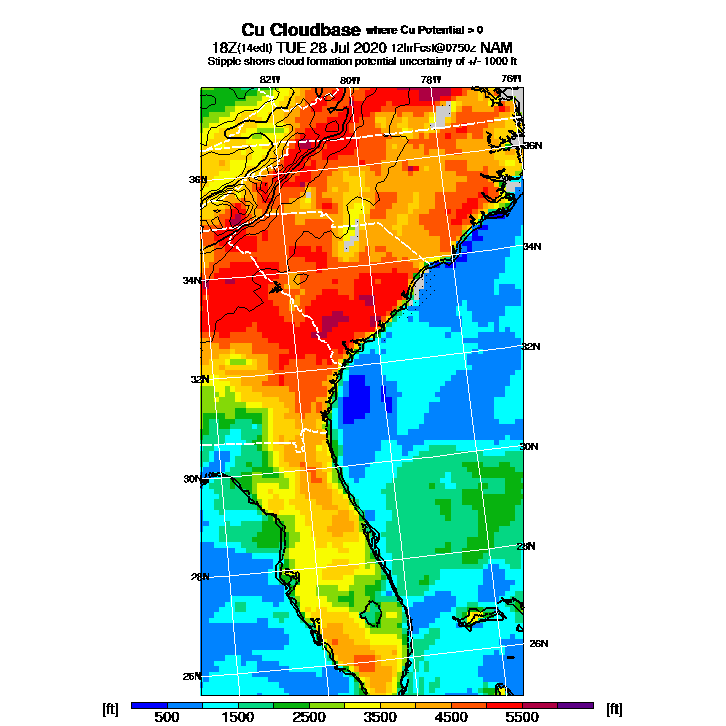 Cu Cloudbase where Cu Potential > 0
18Z(14edt) TUE 28 Jul 2020 12hrFcst@0750z NAM
Stipple shows cloud formation potential uncertainty of +/- 1000 ft
82W 80W 78W 76W
36N
36N
34N
34N
32N
32N
30N
30N
28N
28N
26N
26N
[ft] 500 1500 2500 3500 4500 5500 [ft]